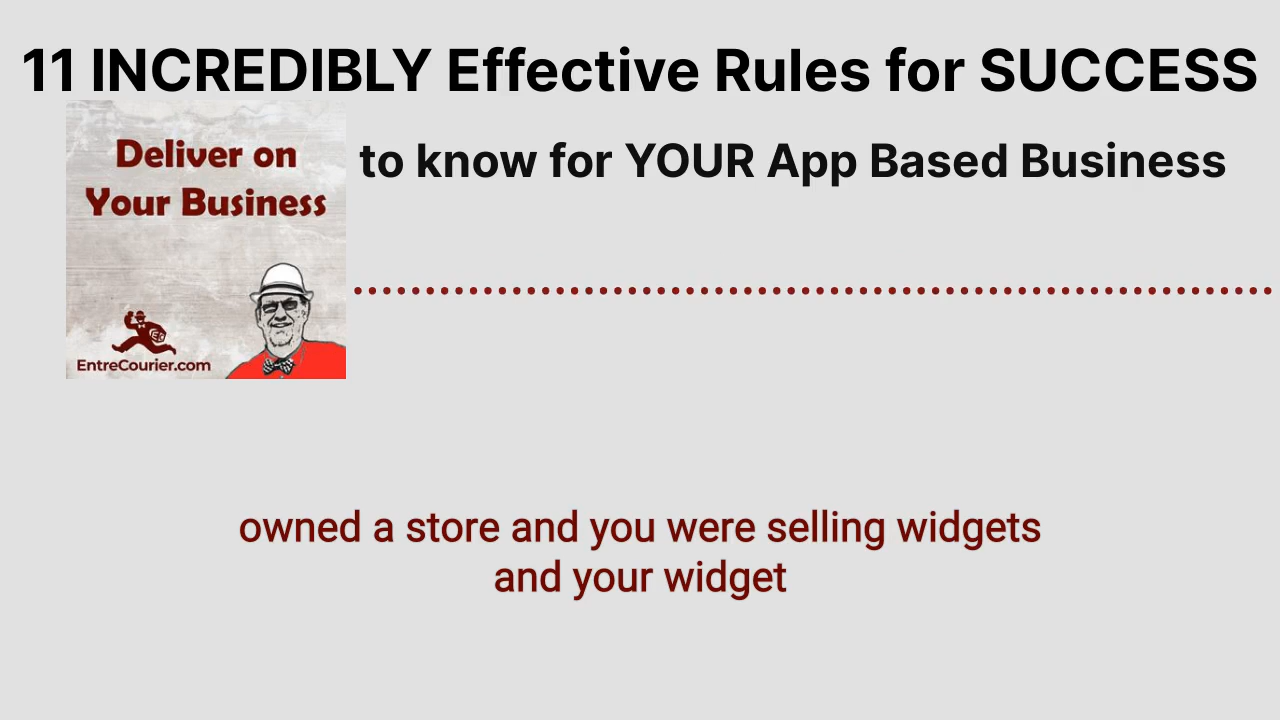 11 INCREDIBLY Effective Rules for SUCCESS
to know for YOUR App Based Business
Deliver on
Your Business
EntreCourier.com
owned a store and you were selling widgets
and your widget